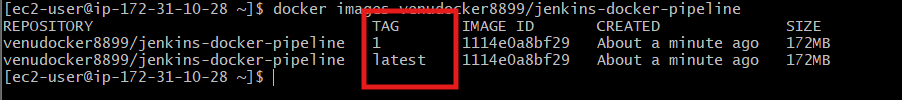 [ec2-user@ip-172-31-10-28 ~]$ docker images venudocker8899/jenkins-docker-pipeline
REPOSITORY TAG IMAGE ID CREATED SIZE
venudocker8899/jenkins-docker-pipeline 1 1114e0a8bf29 About a minute ago 172MB
venudocker8899/jenkins-docker-pipeline latest 1114e0a8bf29 About a minute ago 172MB
[ec2-user@ip-172-31-10-28 ~]$